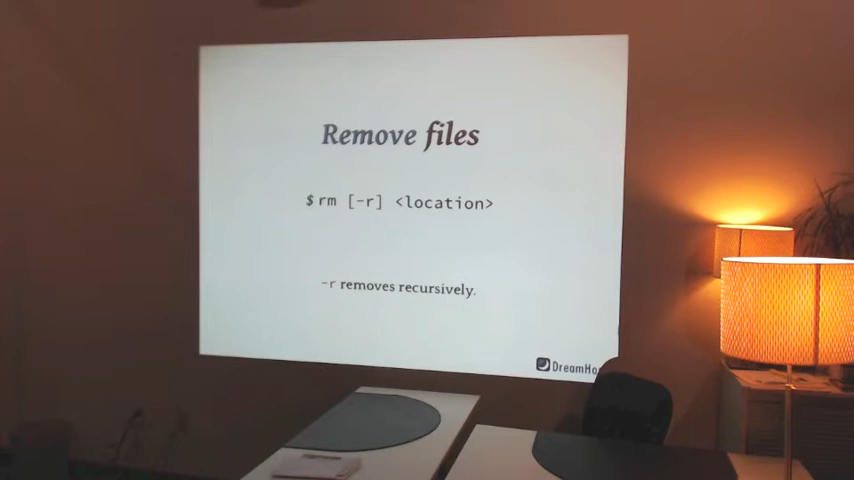 Remove files
$ rm [-r] <location>
-r removes recursively.